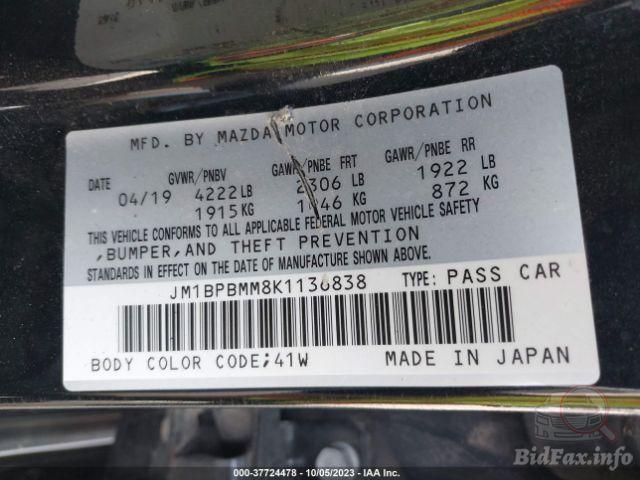 MFD. BY MAZDA MOTOR CORPORATION
DATE GVWR/PNBV GAWR/PNBE FRT GAWR/PNBE RR
04/19 4222 LB 2306 LB 1922 LB
1915 KG 1046 KG 872 KG
THIS VEHICLE CONFORMS TO ALL APPLICABLE FEDERAL MOTOR VEHICLE SAFETY
,BUMPER,AND THEFT PREVENTION
STANDARDS IN EFFECT ON THE DATE OF MANUFACTURE SHOWN ABOVE.
JM1BPBMM8K1136838 TYPE: PASS CAR
BODY COLOR CODE;41W MADE IN JAPAN
BidFax.info
000-37724478 - 10/05/2023 - IAA Inc.